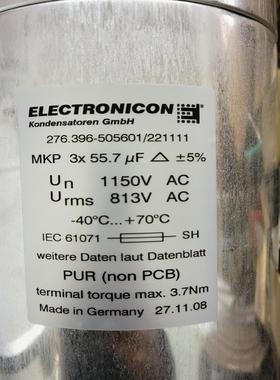 ELECTRONICON E
Kondensatoren GmbH
276.396-505601/221111
MKP 3x 55.7 µF △ ±5%
Un 1150V AC
Urms 813V AC
-40°C...+70°C
IEC 61071 SH
weitere Daten laut Datenblatt
PUR (non PCB)
terminal torque max. 3.7Nm
Made in Germany 27.11.08